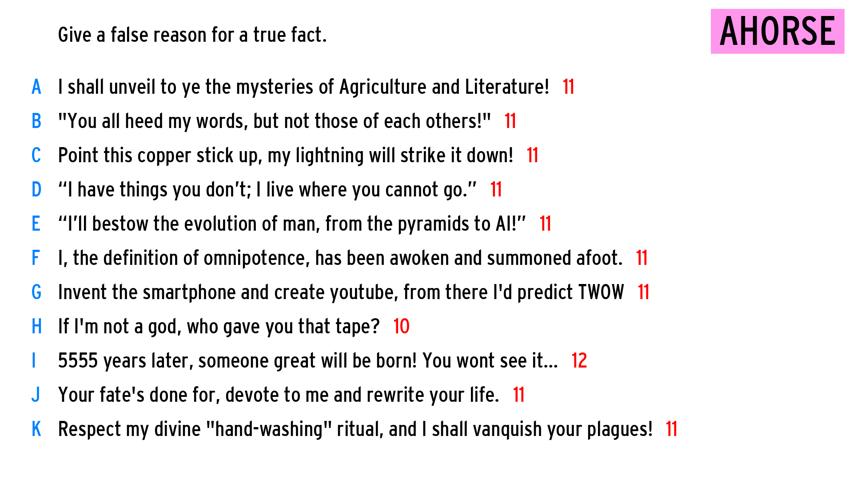 Give a false reason for a true fact.
AHORSE
A I shall unveil to ye the mysteries of Agriculture and Literature! 11
B "You all heed my words, but not those of each others!" 11
C Point this copper stick up, my lightning will strike it down! 11
D “I have things you don’t; I live where you cannot go.” 11
E “I’ll bestow the evolution of man, from the pyramids to AI!” 11
F I, the definition of omnipotence, has been awoken and summoned afoot. 11
G Invent the smartphone and create youtube, from there I'd predict TWOW 11
H If I'm not a god, who gave you that tape? 10
I 5555 years later, someone great will be born! You wont see it... 12
J Your fate's done for, devote to me and rewrite your life. 11
K Respect my divine "hand-washing" ritual, and I shall vanquish your plagues! 11